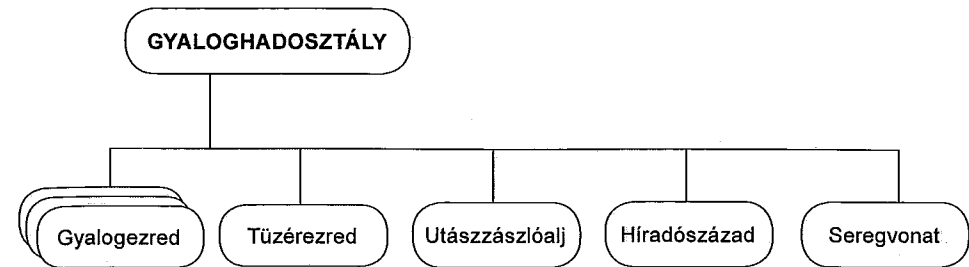 GYALOGHADOSZTÁLY
Gyalogezred
Tüzérezred
Utászzászlóalj
Híradószázad
Seregvonat